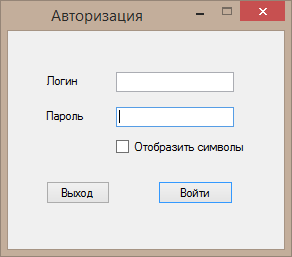 Авторизация
Логин
Пароль
Отобразить символы
Выход
Войти